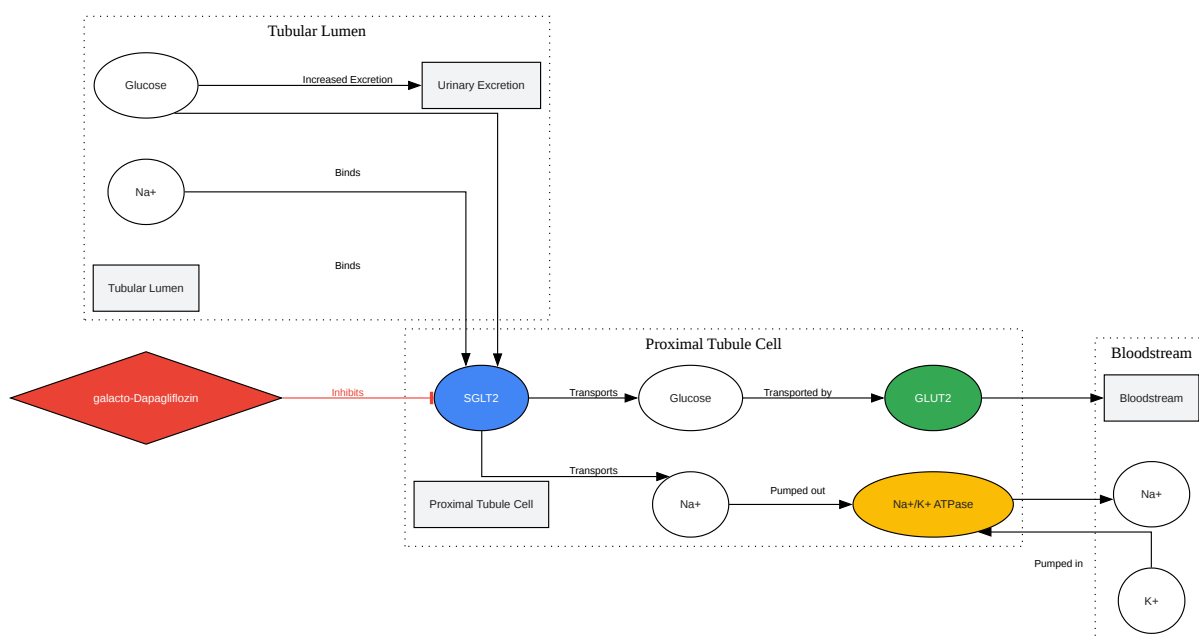 Tubular Lumen
Glucose
Increased Excretion
Urinary Excretion
Binds
Na+
Binds
Tubular Lumen
Proximal Tubule Cell
Bloodstream
galacto-Dapagliflozin
Inhibits
SGLT2
Transports
Glucose
Transported by
GLUT2
Bloodstream
Transports
Proximal Tubule Cell
Na+
Pumped out
Na+/K+ ATPase
Na+
Pumped in
K+